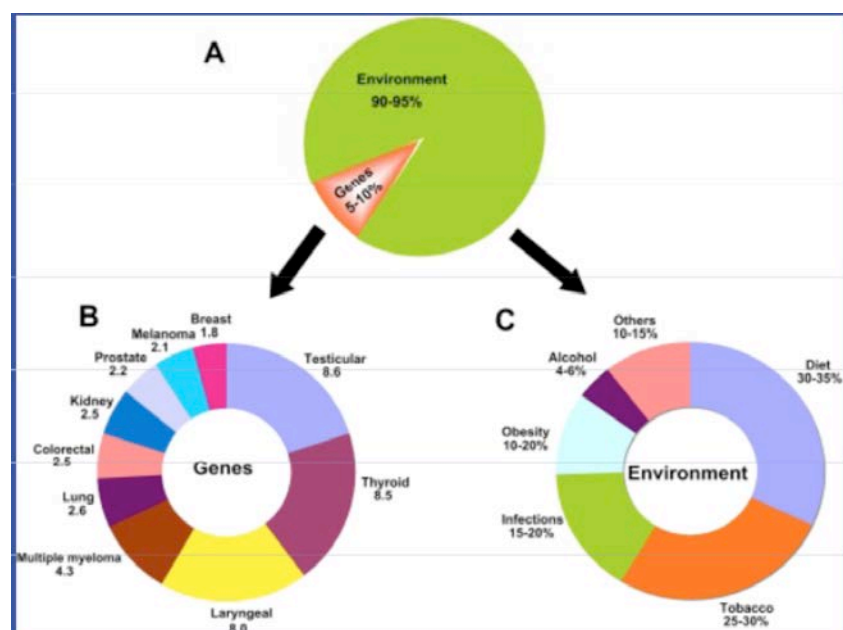 A
Environment
90-95%
Genes
5-10%
B
Breast
1.8
Melanoma
2.1
Prostate
2.2
Kidney
2.5
Colorectal
2.5
Lung
2.6
Multiple myeloma
4.3
Laryngeal
8.0
Thyroid
8.5
Testicular
8.6
Genes
C
Others
10-15%
Alcohol
4-6%
Obesity
10-20%
Infections
15-20%
Tobacco
25-30%
Diet
30-35%
Environment